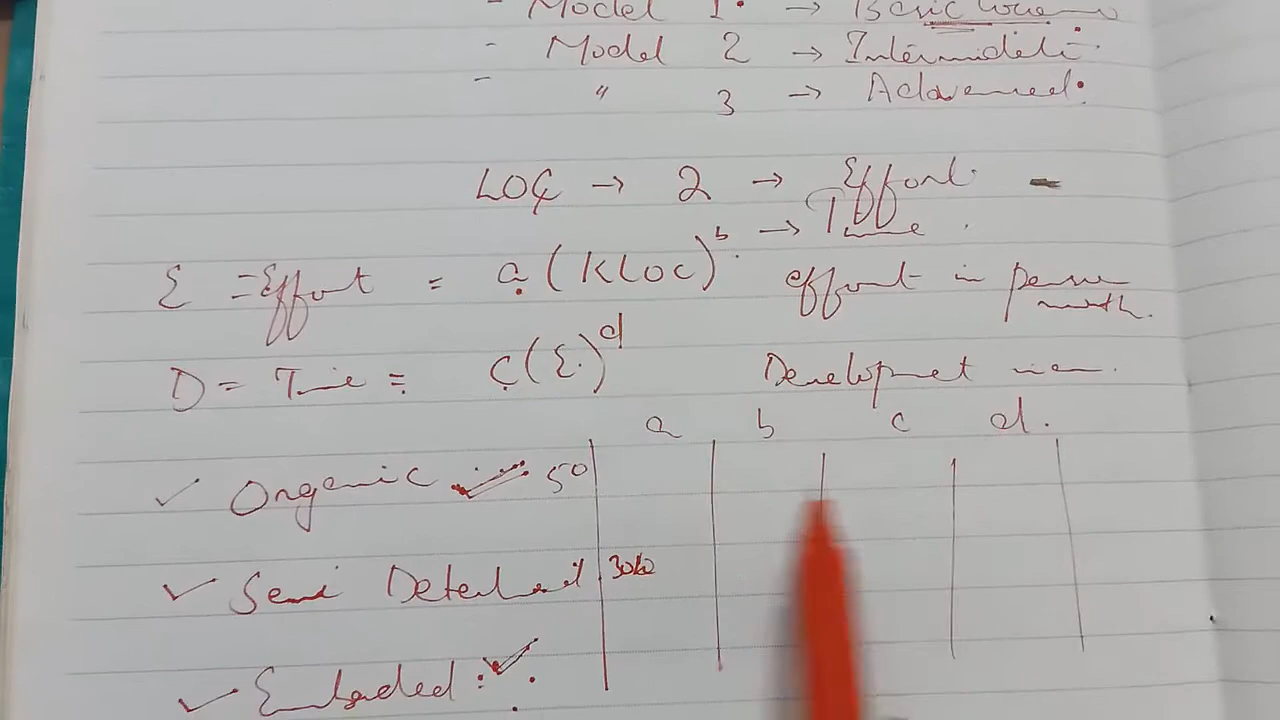 - Model 1. → Basic
- Model 2 → Intermediate
- " 3 → Advanced.
LOC → 2 → Effort
→ Time
E = Effort = a (KLOC)^b effort in person month.
D = Time = c (E)^d Development
a b c d.
✓ Organic 50
✓ Semi Detached 300
✓ Embedded : ✓